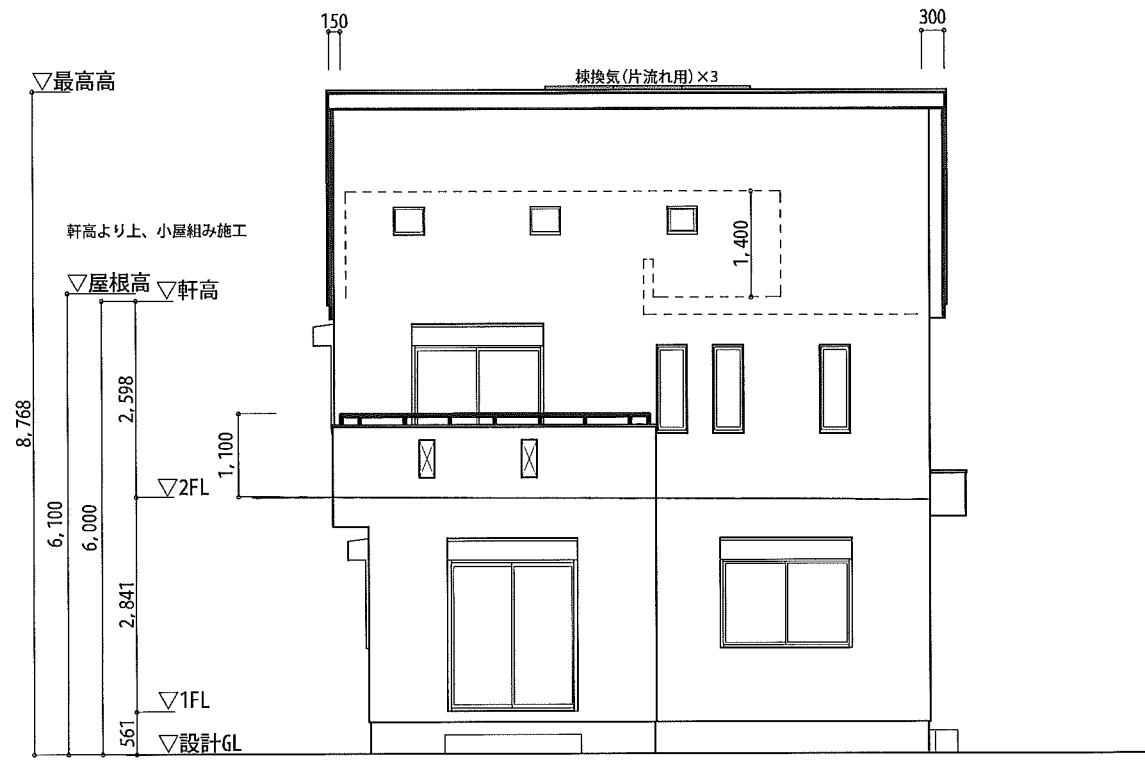 150
300
棟換気(片流れ用)×3
▽最高高
軒高より上、小屋組み施工
1,400
▽屋根高
▽軒高
2,598
8,768
1,100
▽2FL
6,100
6,000
2,841
▽1FL
561
▽設計GL